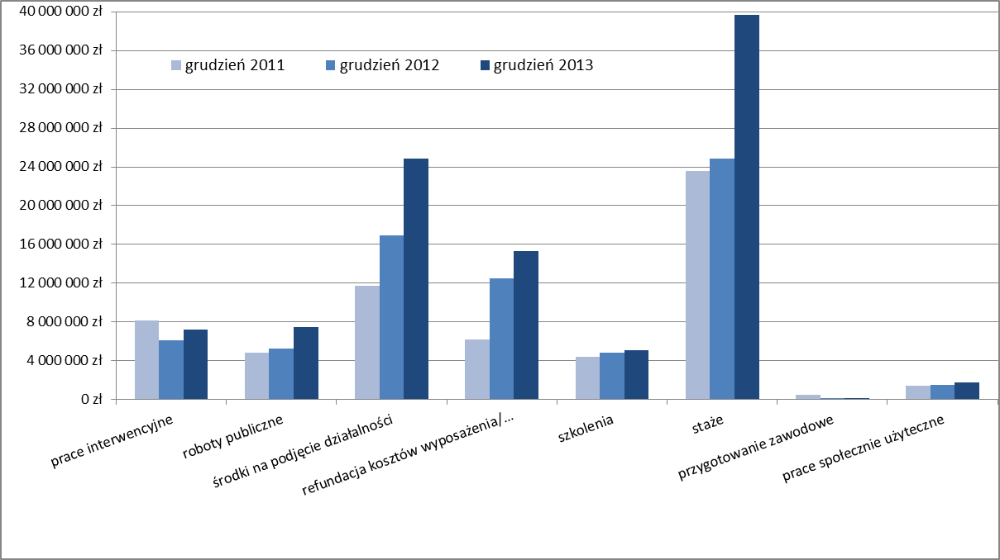 40 000 000 zł
36 000 000 zł
32 000 000 zł
28 000 000 zł
24 000 000 zł
20 000 000 zł
16 000 000 zł
12 000 000 zł
8 000 000 zł
4 000 000 zł
0 zł
grudzień 2011
grudzień 2012
grudzień 2013
prace interwencyjne
roboty publiczne
środki na podjęcie działalności
refundacja kosztów wyposażenia/...
szkolenia
staże
przygotowanie zawodowe
prace społecznie użyteczne